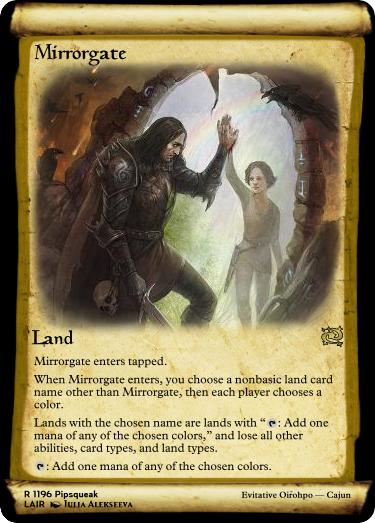 Mirrorgate
Land
Mirrorgate enters tapped.
When Mirrorgate enters, you choose a nonbasic land card
name other than Mirrorgate, then each player chooses a
color.
Lands with the chosen name are lands with “: Add one
mana of any of the chosen colors,” and lose all other
abilities, card types, and land types.
: Add one mana of any of the chosen colors.
R 1196 Pipsqueak
Evitative Oirohpo — Cajun
LAIR Iulia Alekseeva